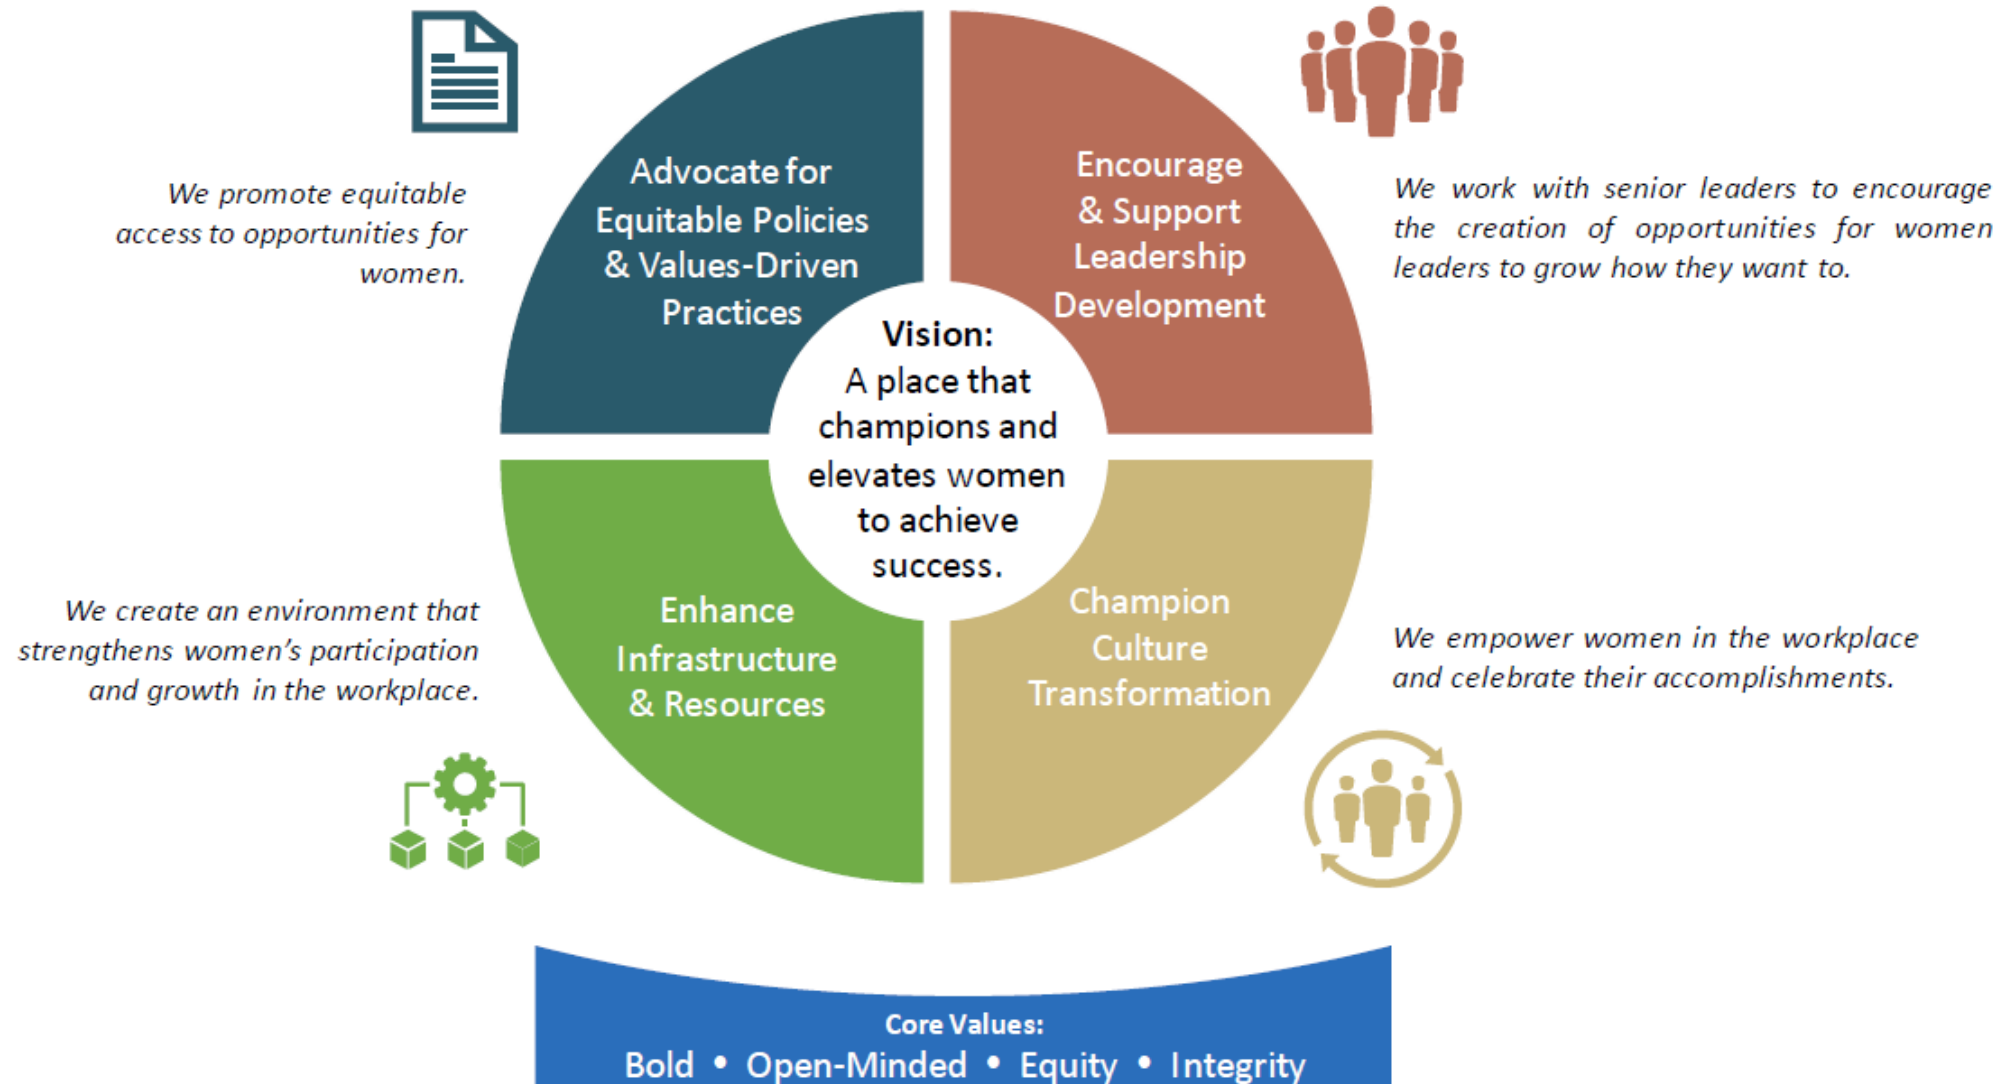 We promote equitable
access to opportunities for
women.
Advocate for
Equitable Policies
& Values-Driven
Practices
Encourage
& Support
Leadership
Development
We work with senior leaders to encourage
the creation of opportunities for women
leaders to grow how they want to.
Vision:
A place that
champions and
elevates women
to achieve
success.
We create an environment that
strengthens women’s participation
and growth in the workplace.
Enhance
Infrastructure
& Resources
Champion
Culture
Transformation
We empower women in the workplace
and celebrate their accomplishments.
Core Values:
Bold • Open-Minded • Equity • Integrity